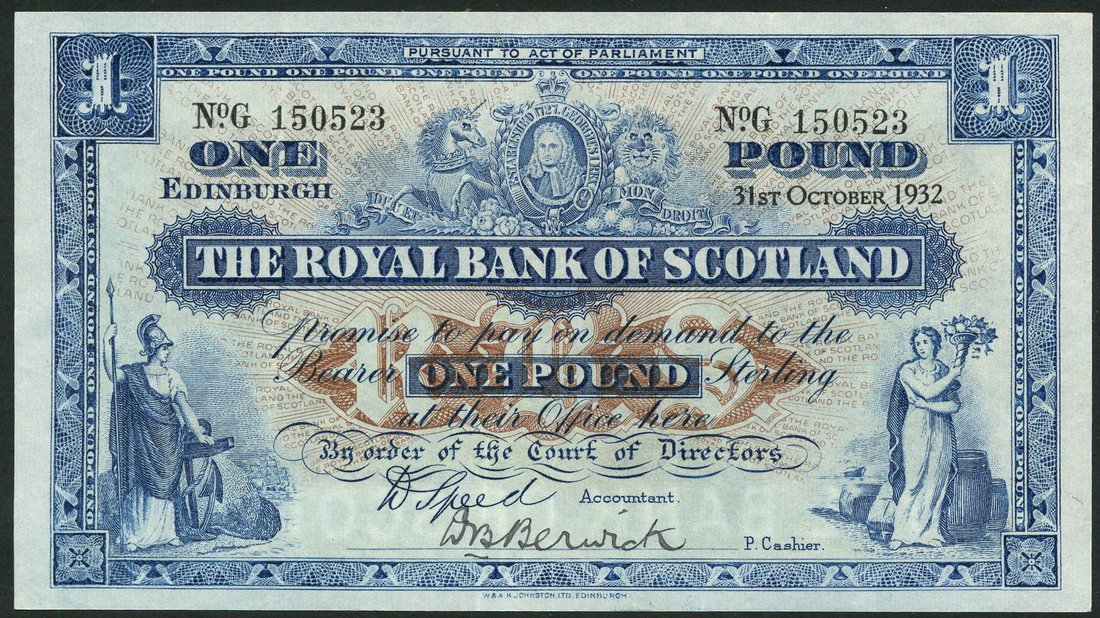 PURSUANT TO ACT OF PARLIAMENT
1 1
ONE POUND ONE POUND ONE POUND ONE POUND ONE POUND ONE POUND
NºG 150523 NºG 150523
ONE POUND
EDINBURGH 31ST OCTOBER 1932
THE ROYAL BANK OF SCOTLAND
promise to pay on demand to the
Bearer ONE POUND Sterling
at their Office here
By order of the Court of Directors
D Speed Accountant.
D B Berwick P. Cashier.
W & A.K. JOHNSTON, LTD. EDINBURGH